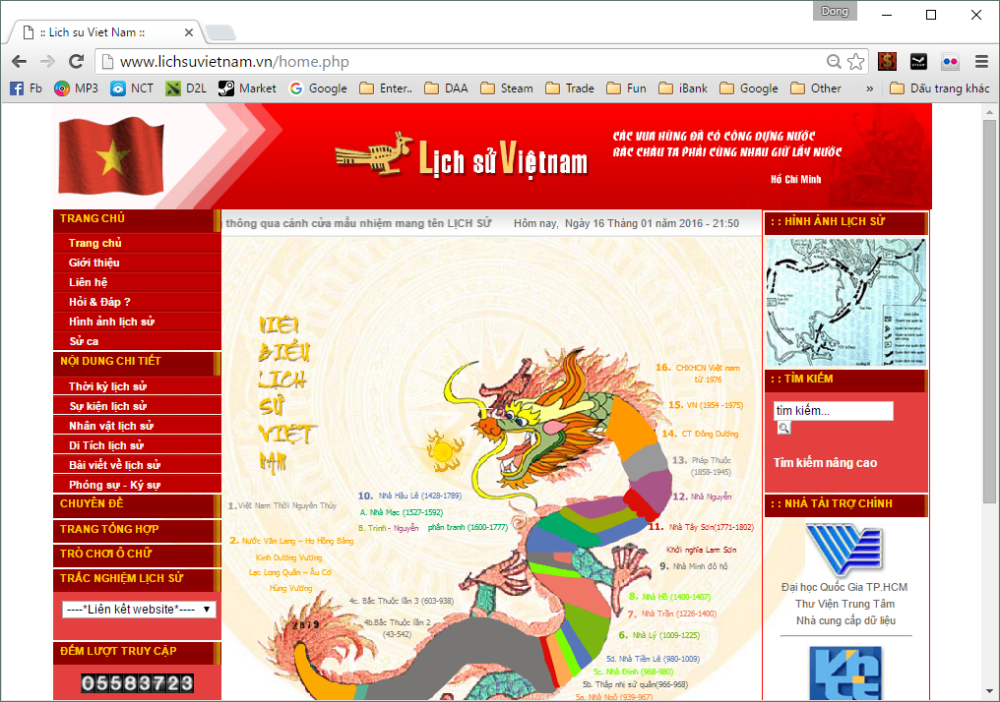 Dong
:: Lich su Viet Nam ::
www.lichsuvietnam.vn/home.php
Fb MP3 NCT D2L Market Google Enter.. DAA Steam Trade Fun iBank Google Other » Dấu trang khác
Lịch sử Việtnam
CÁC VUA HÙNG ĐÃ CÓ CÔNG DỰNG NƯỚC
BÁC CHÁU TA PHẢI CÙNG NHAU GIỮ LẤY NƯỚC
Hồ Chí Minh
TRANG CHỦ
Trang chủ
Giới thiệu
Liên hệ
Hỏi & Đáp ?
Hình ảnh lịch sử
Sử ca
NỘI DUNG CHI TIẾT
Thời kỳ lịch sử
Sự kiện lịch sử
Nhân vật lịch sử
Di Tích lịch sử
Bài viết về lịch sử
Phóng sự - Ký sự
CHUYÊN ĐỀ
TRANG TỔNG HỢP
TRÒ CHƠI Ô CHỮ
TRẮC NGHIỆM LỊCH SỬ
----*Liên kết website*----
ĐẾM LƯỢT TRUY CẬP
05583723
thông qua cánh cửa mầu nhiệm mang tên LỊCH SỬ
Hôm nay, Ngày 16 Tháng 01 năm 2016 - 21:50
NIÊN
BIỂU
LỊCH
SỬ
VIỆT
NAM
16. CHXHCN Việt nam
từ 1976
15. VN (1954 -1975)
14. CT Đông Dương
13. Pháp Thuộc
(1858-1945)
12. Nhà Nguyễn
11. Nhà Tây Sơn(1771-1802)
Khởi nghĩa Lam Sơn
10. Nhà Hậu Lê (1428-1789)
A. Nhà Mạc (1527-1592)
B. Trịnh - Nguyễn phân tranh (1600-1777)
9. Nhà Minh đô hộ
8. Nhà Hồ (1400-1407)
7. Nhà Trần (1226-1400)
6. Nhà Lý (1009-1225)
5d. Nhà Tiền Lê (980-1009)
5c. Nhà Đinh (968-980)
5b. Thập nhị sứ quân(966-968)
5a. Nhà Ngô (939-967)
1. Việt Nam Thời Nguyên Thủy
2. Nước Văn Lang – Họ Hồng Bàng
Kinh Dương Vương
Lạc Long Quân – Âu Cơ
Hùng Vương
4c. Bắc Thuộc lần 3 (603-938)
4b.Bắc Thuộc lần 2
(43-542)
2879
: : HÌNH ẢNH LỊCH SỬ
: : TÌM KIẾM
tìm kiếm...
Tìm kiếm nâng cao
: : NHÀ TÀI TRỢ CHÍNH
Đại học Quốc Gia TP.HCM
Thư Viện Trung Tâm
Nhà cung cấp dữ liệu